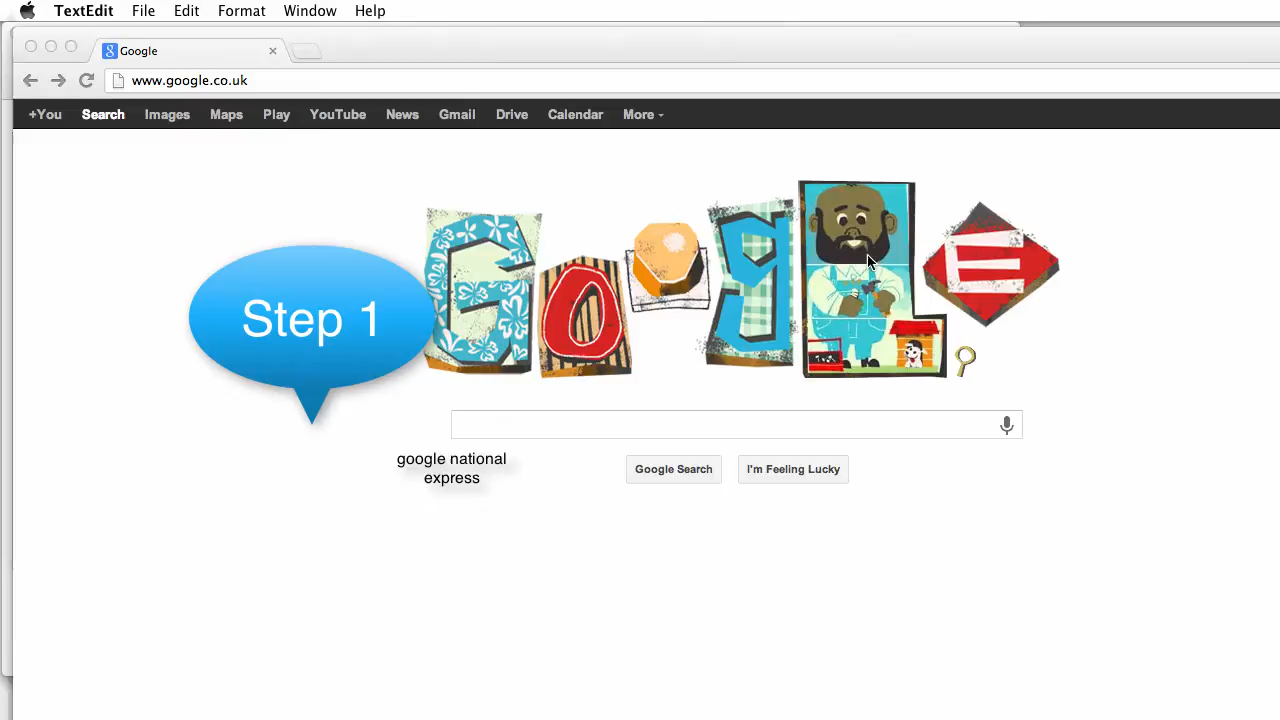 TextEdit File Edit Format Window Help
Google
www.google.co.uk
+You Search Images Maps Play YouTube News Gmail Drive Calendar More
GoogLE
Step 1
google national
express
Google Search I'm Feeling Lucky